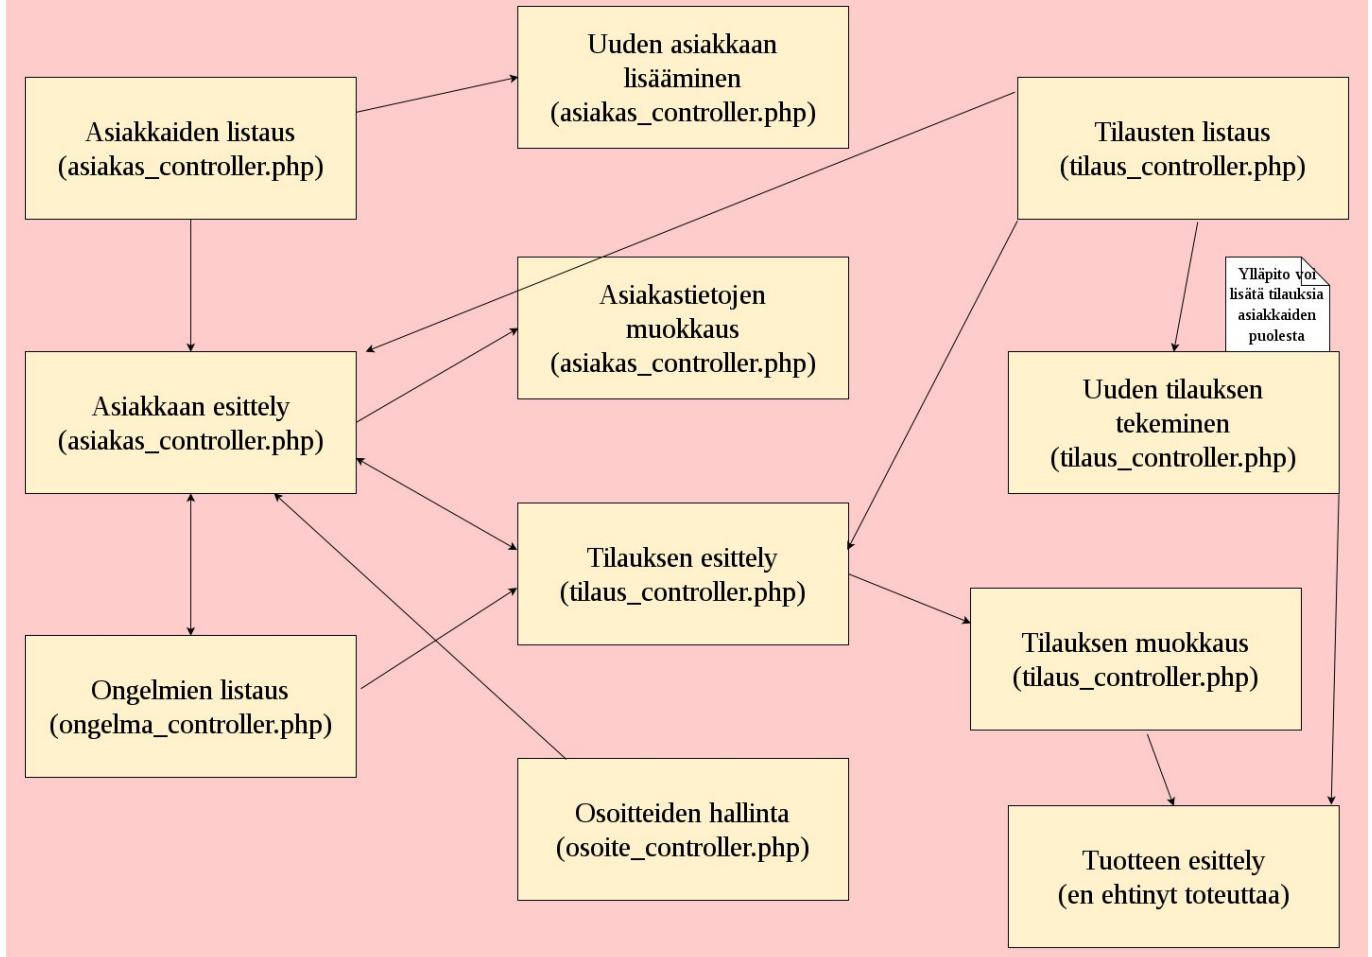 Uuden asiakkaan
lisääminen
(asiakas_controller.php)
Asiakkaiden listaus
(asiakas_controller.php)
Tilausten listaus
(tilaus_controller.php)
Asiakastietojen
muokkaus
(asiakas_controller.php)
Ylläpito voi
lisätä tilauksia
asiakkaiden
puolesta
Asiakkaan esittely
(asiakas_controller.php)
Uuden tilauksen
tekeminen
(tilaus_controller.php)
Tilauksen esittely
(tilaus_controller.php)
Tilauksen muokkaus
(tilaus_controller.php)
Ongelmien listaus
(ongelma_controller.php)
Osoitteiden hallinta
(osoite_controller.php)
Tuotteen esittely
(en ehtinyt toteuttaa)